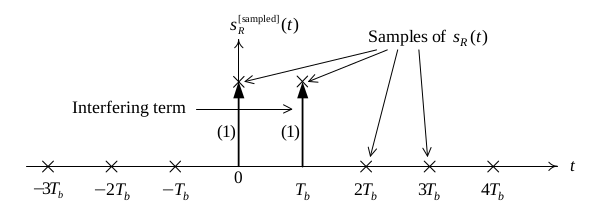 s_R^[sampled](t)
Samples of s_R(t)
Interfering term
(1) (1)
t
−3T_b −2T_b −T_b 0 T_b 2T_b 3T_b 4T_b